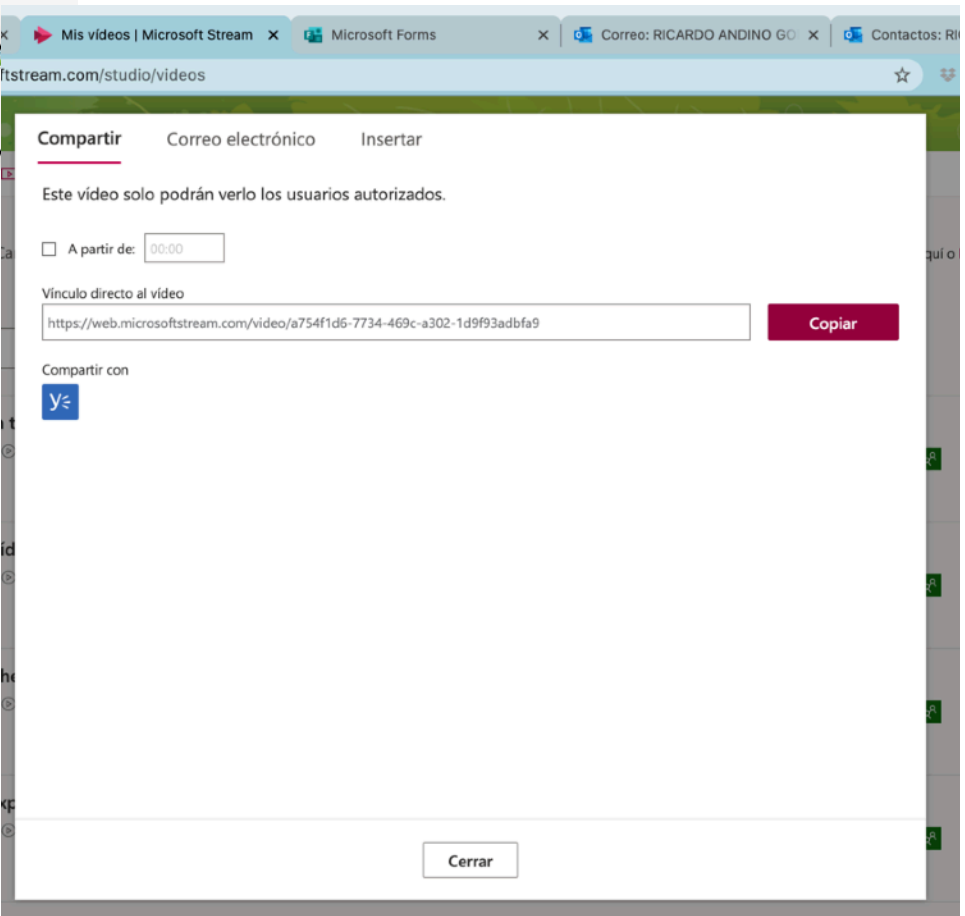 Mis vídeos | Microsoft Stream
Microsoft Forms
Correo: RICARDO ANDINO GO
Contactos: RI
ftstream.com/studio/videos
Compartir
Correo electrónico
Insertar
Este vídeo solo podrán verlo los usuarios autorizados.
A partir de: 00:00
quí o
Vínculo directo al vídeo
https://web.microsoftstream.com/video/a754f1d6-7734-469c-a302-1d9f93adbfa9
Copiar
Compartir con
Cerrar